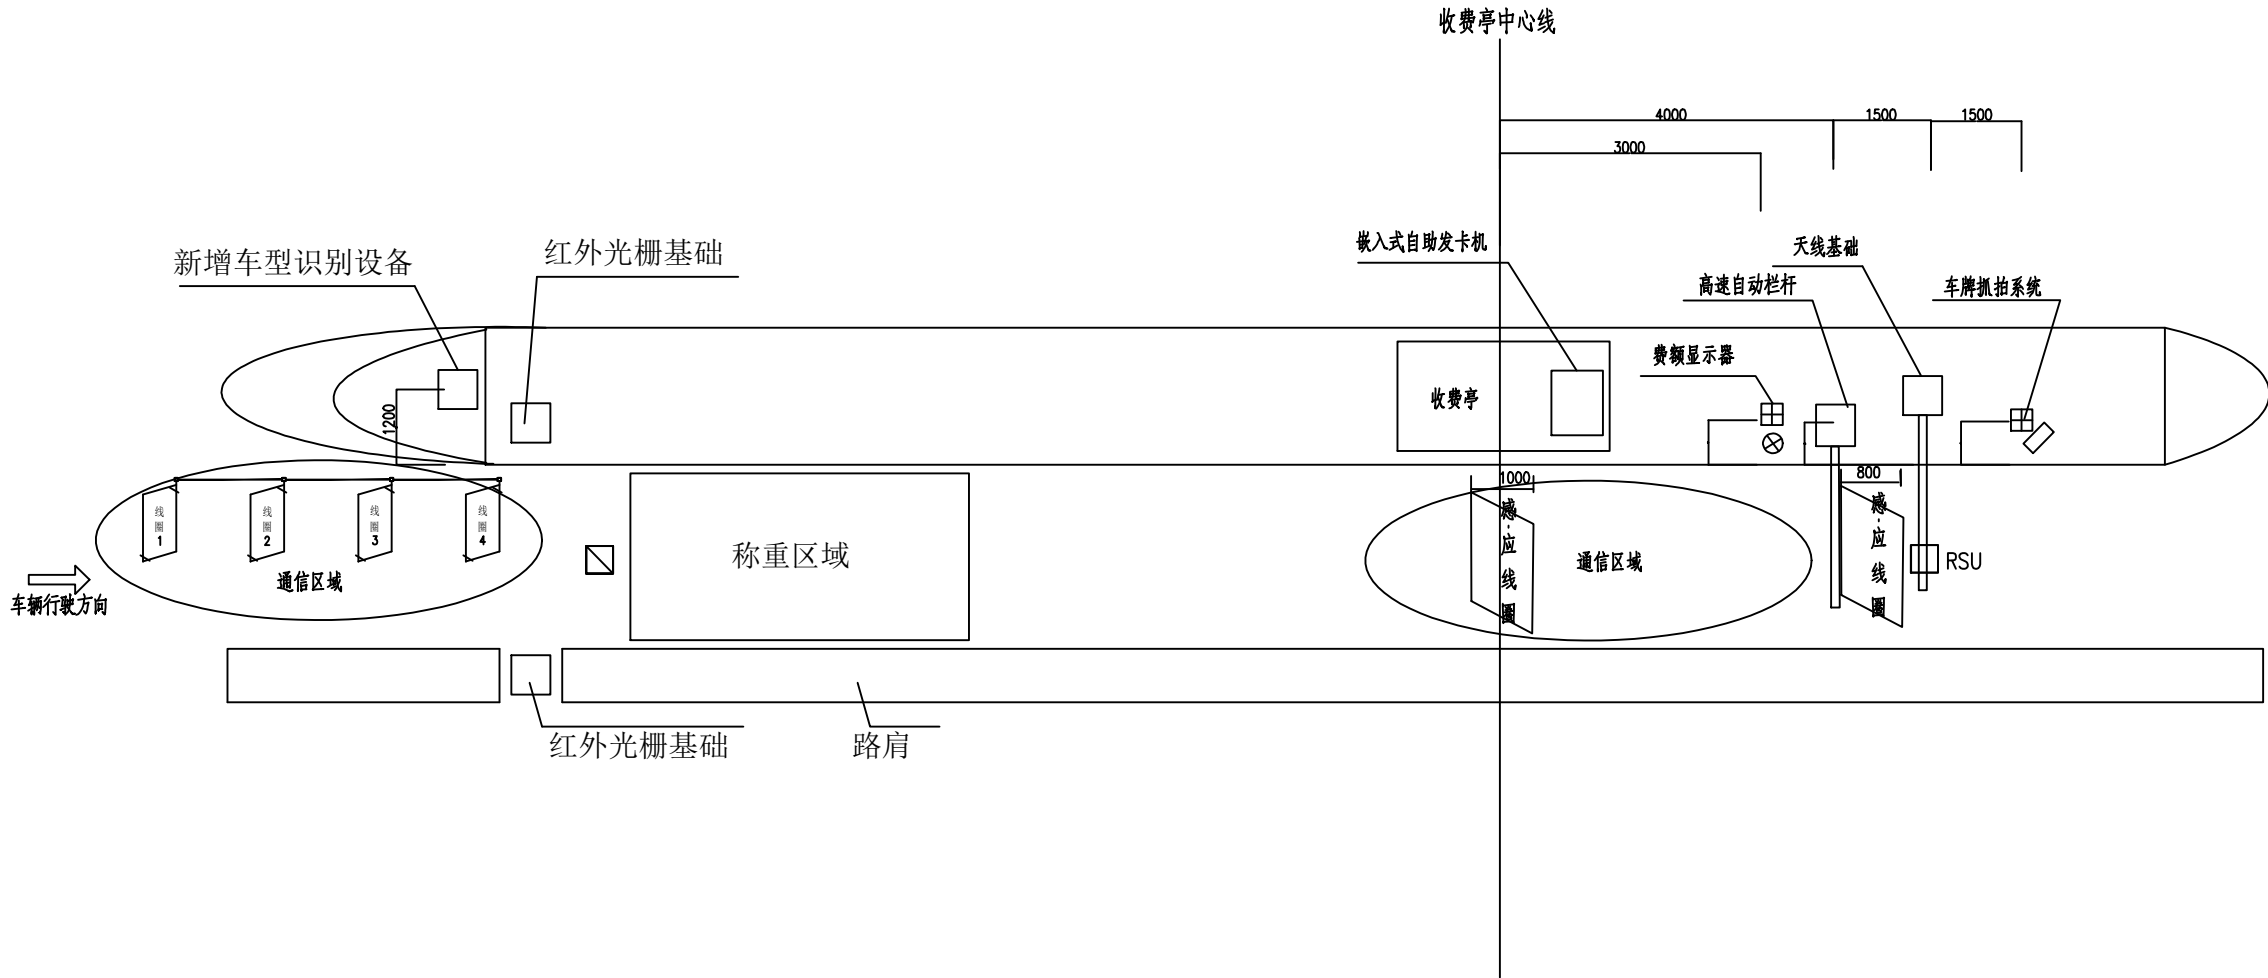 收费亭中心线
4000
1500
1500
3000
新增车型识别设备
红外光栅基础
嵌入式自助发卡机
天线基础
高速自动栏杆
车牌抓拍系统
费额显示器
收费亭
1200
1000
800
线圈1
线圈2
线圈3
线圈4
感应线圈
感应线圈
称重区域
通信区域
RSU
通信区域
车辆行驶方向
红外光栅基础
路肩